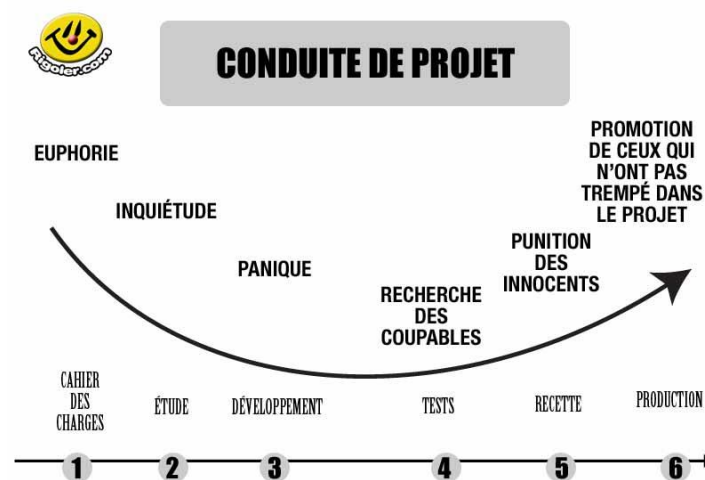 Rigoler.com
CONDUITE DE PROJET
EUPHORIE
INQUIÉTUDE
PANIQUE
RECHERCHE
DES
COUPABLES
PUNITION
DES
INNOCENTS
PROMOTION
DE CEUX QUI
N'ONT PAS
TREMPÉ DANS
LE PROJET
CAHIER
DES
CHARGES
ÉTUDE
DÉVELOPPEMENT
TESTS
RECETTE
PRODUCTION
1
2
3
4
5
6